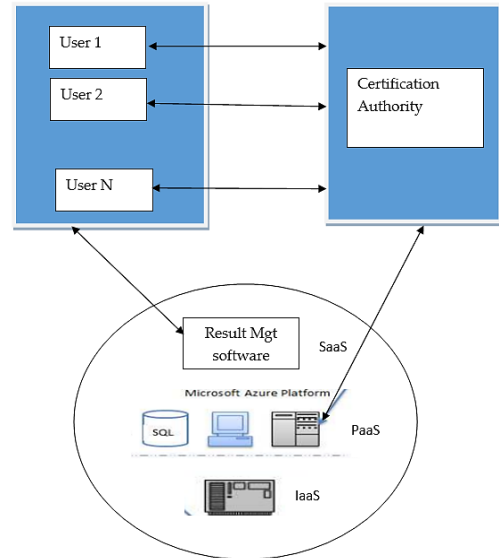 User 1
User 2
User N
Certification
Authority
Result Mgt
software
SaaS
Microsoft Azure Platform
SQL
PaaS
IaaS